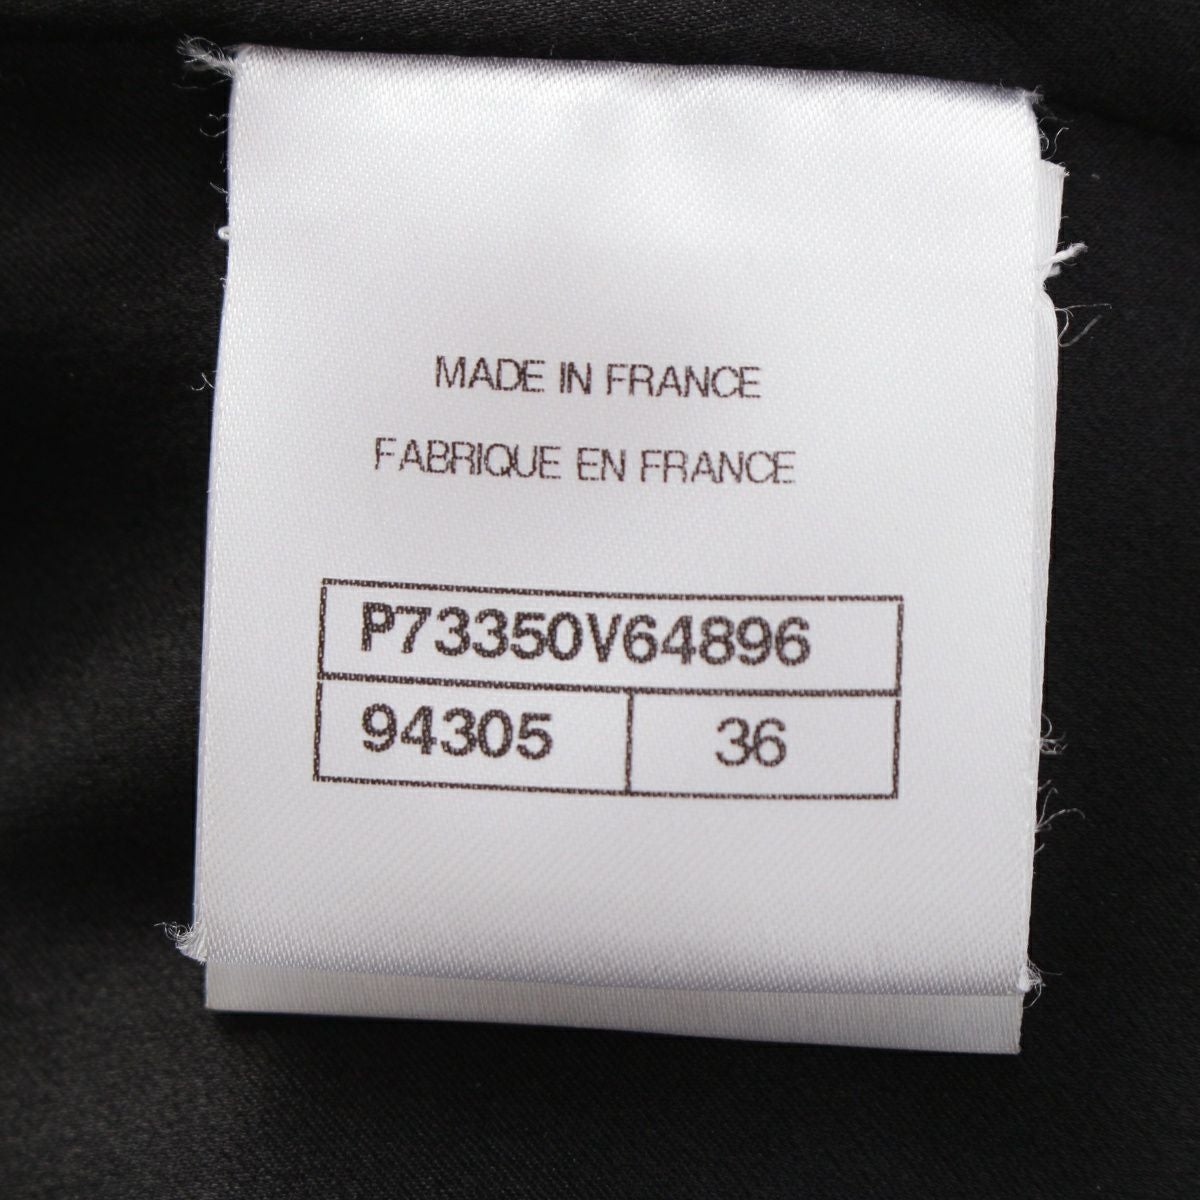 MADE IN FRANCE
FABRIQUE EN FRANCE
P73350V64896
94305 36